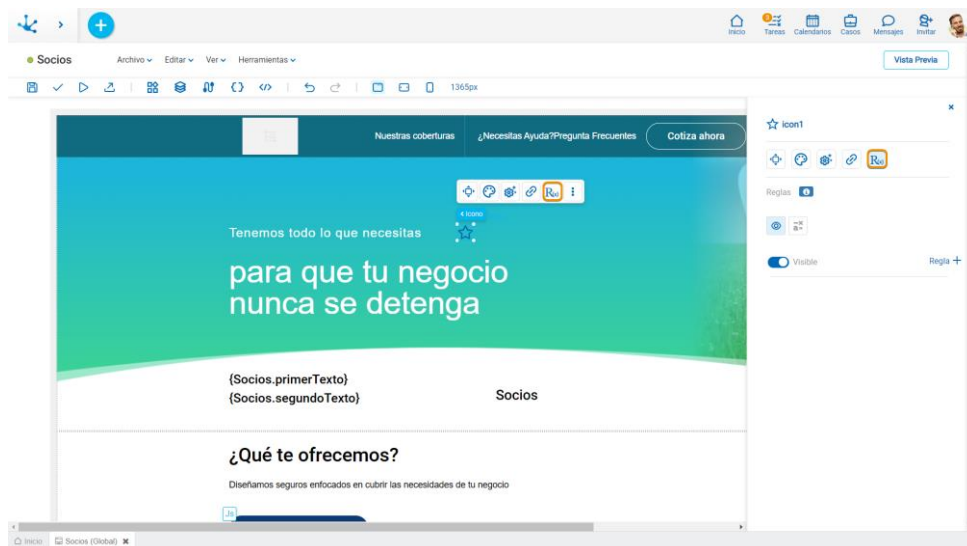 3
Inicio
Tareas
Calendarios
Casos
Mensajes
Invitar
Socios
Archivo
Editar
Ver
Herramientas
Vista Previa
1365px
Nuestras coberturas
¿Necesitas Ayuda?Pregunta Frecuentes
Cotiza ahora
icon1
Reglas
Visible
Regla
Icono
Tenemos todo lo que necesitas
para que tu negocio
nunca se detenga
{Socios.primerTexto}
{Socios.segundoTexto}
Socios
¿Qué te ofrecemos?
Diseñamos seguros enfocados en cubrir las necesidades de tu negocio
Inicio
Socios (Global)